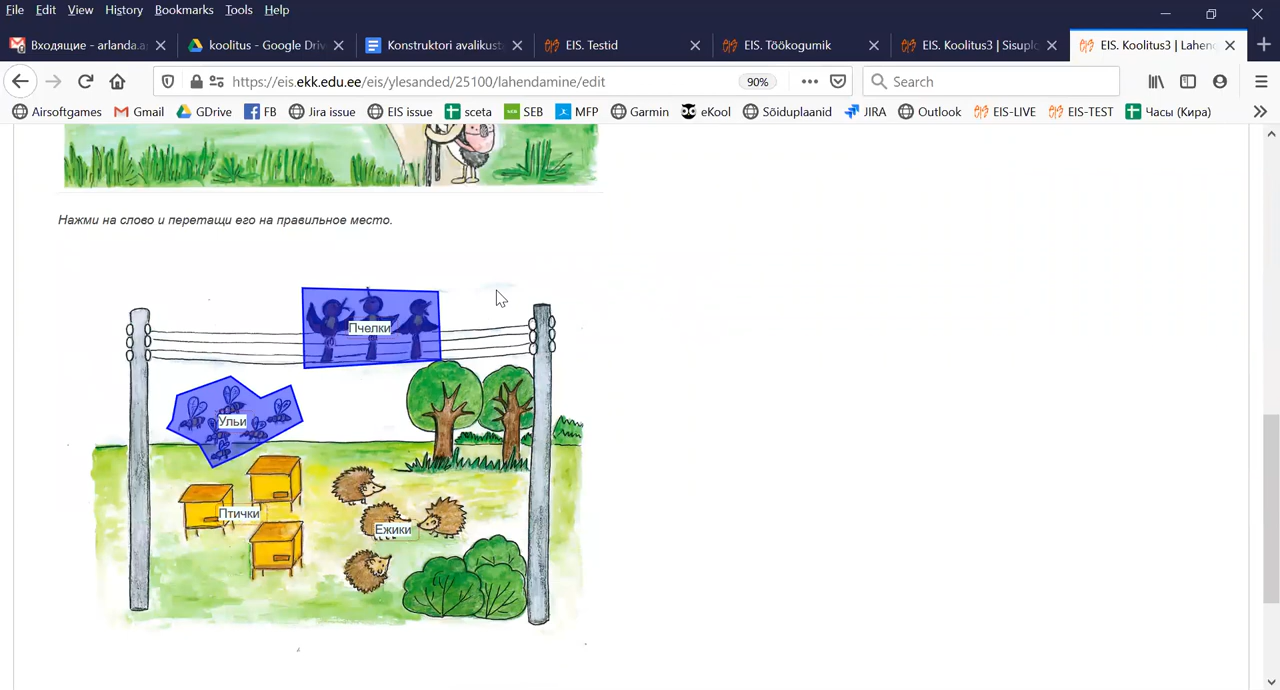 File Edit View History Bookmarks Tools Help
Входящие - arlanda.a
koolitus - Google Driv
Konstruktori avalikust
EIS. Testid
EIS. Töökogumik
EIS. Koolitus3 | Sisuplo
EIS. Koolitus3 | Lahend
https://eis.ekk.edu.ee/eis/ylesanded/25100/lahendamine/edit
90%
Search
Airsoftgames Gmail GDrive FB Jira issue EIS issue sceta SEB MFP Garmin eKool Sõiduplaanid JIRA Outlook EIS-LIVE EIS-TEST Часы (Кира)
Нажми на слово и перетащи его на правильное место.
Пчелки
Ульи
Птички
Ежики